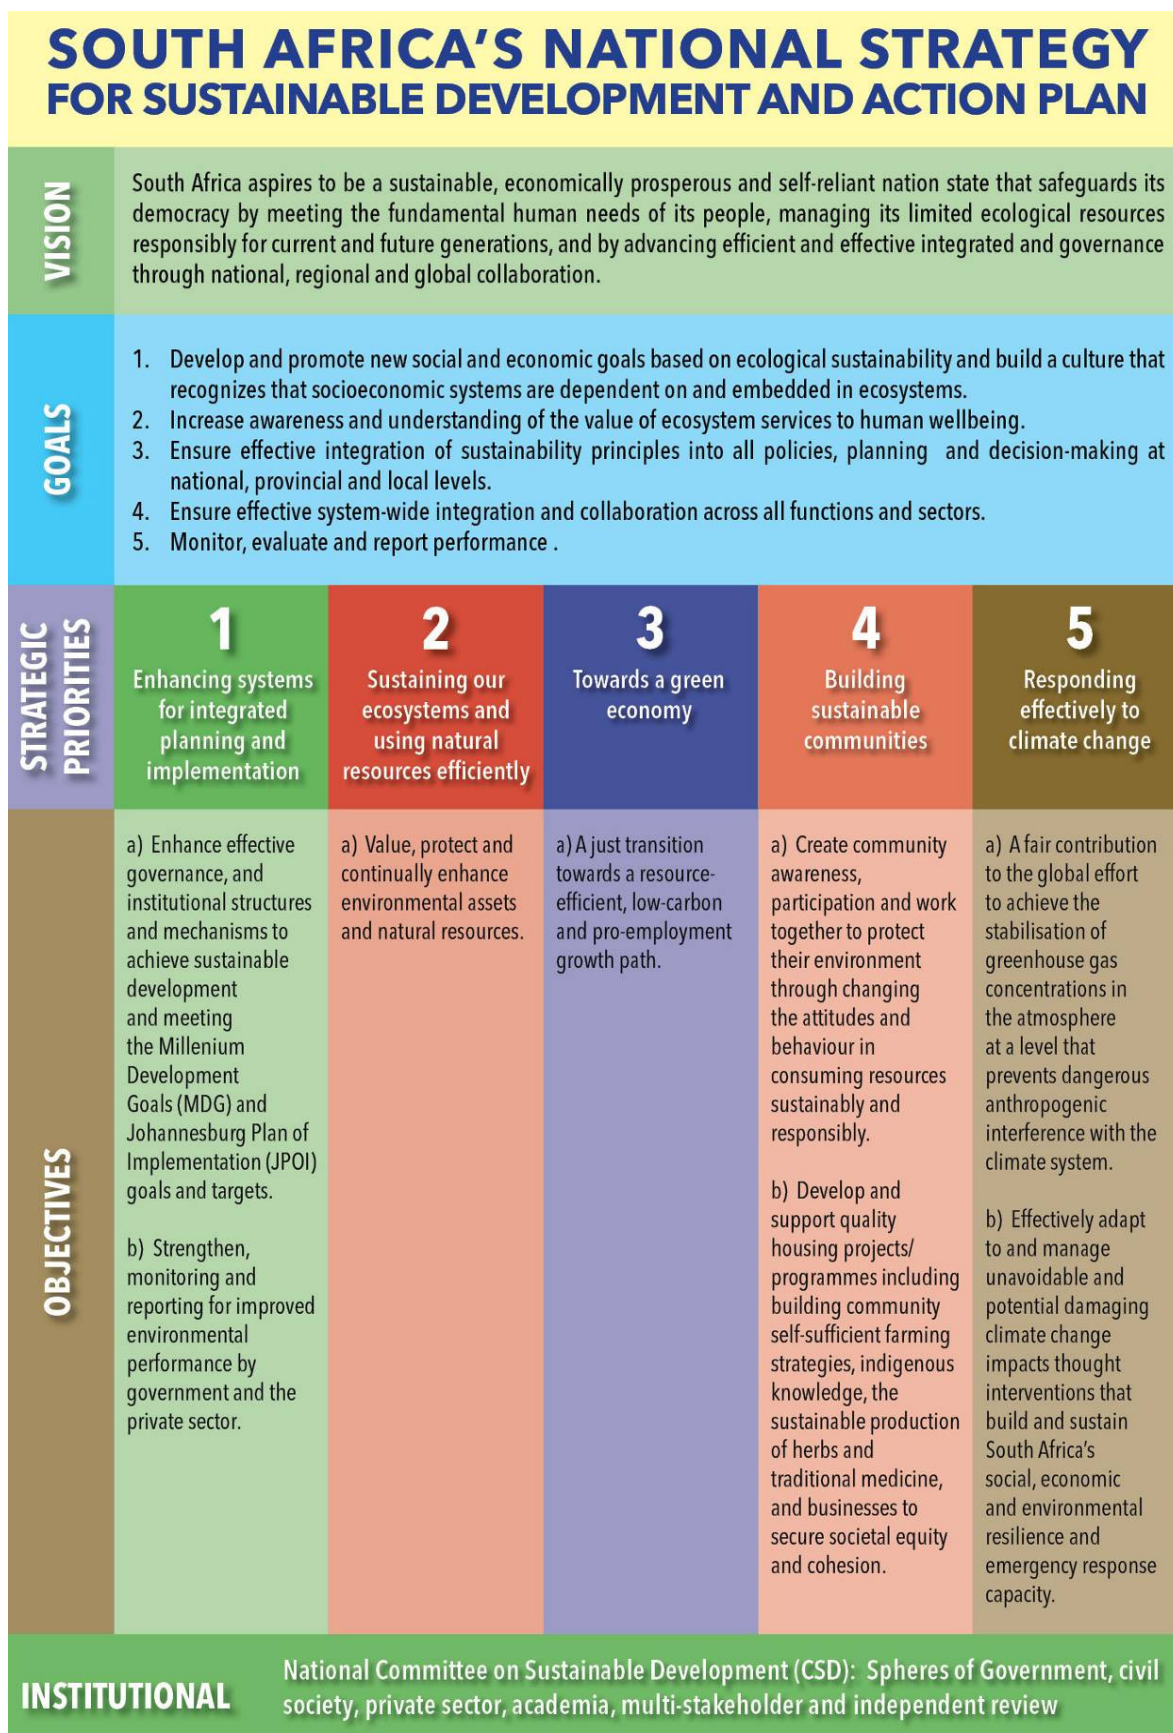 SOUTH AFRICA'S NATIONAL STRATEGY
FOR SUSTAINABLE DEVELOPMENT AND ACTION PLAN
VISION
South Africa aspires to be a sustainable, economically prosperous and self-reliant nation state that safeguards its
democracy by meeting the fundamental human needs of its people, managing its limited ecological resources
responsibly for current and future generations, and by advancing efficient and effective integrated and governance
through national, regional and global collaboration.
GOALS
1. Develop and promote new social and economic goals based on ecological sustainability and build a culture that
recognizes that socioeconomic systems are dependent on and embedded in ecosystems.
2. Increase awareness and understanding of the value of ecosystem services to human wellbeing.
3. Ensure effective integration of sustainability principles into all policies, planning and decision-making at
national, provincial and local levels.
4. Ensure effective system-wide integration and collaboration across all functions and sectors.
5. Monitor, evaluate and report performance .
STRATEGIC
PRIORITIES
1
Enhancing systems
for integrated
planning and
implementation
2
Sustaining our
ecosystems and
using natural
resources efficiently
3
Towards a green
economy
4
Building
sustainable
communities
5
Responding
effectively to
climate change
OBJECTIVES
a) Enhance effective
governance, and
institutional structures
and mechanisms to
achieve sustainable
development
and meeting
the Millenium
Development
Goals (MDG) and
Johannesburg Plan of
Implementation (JPOI)
goals and targets.
b) Strengthen,
monitoring and
reporting for improved
environmental
performance by
government and the
private sector.
a) Value, protect and
continually enhance
environmental assets
and natural resources.
a) A just transition
towards a resource-
efficient, low-carbon
and pro-employment
growth path.
a) Create community
awareness,
participation and work
together to protect
their environment
through changing
the attitudes and
behaviour in
consuming resources
sustainably and
responsibly.
b) Develop and
support quality
housing projects/
programmes including
building community
self-sufficient farming
strategies, indigenous
knowledge, the
sustainable production
of herbs and
traditional medicine,
and businesses to
secure societal equity
and cohesion.
a) A fair contribution
to the global effort
to achieve the
stabilisation of
greenhouse gas
concentrations in
the atmosphere
at a level that
prevents dangerous
anthropogenic
interference with the
climate system.
b) Effectively adapt
to and manage
unavoidable and
potential damaging
climate change
impacts thought
interventions that
build and sustain
South Africa's
social, economic
and environmental
resilience and
emergency response
capacity.
INSTITUTIONAL
National Committee on Sustainable Development (CSD): Spheres of Government, civil
society, private sector, academia, multi-stakeholder and independent review